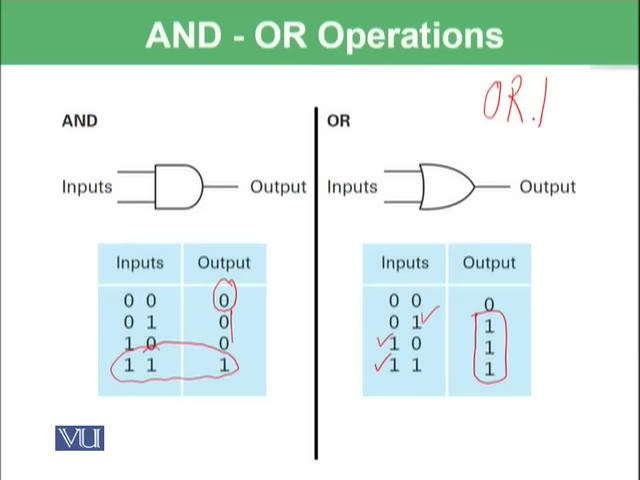 AND - OR Operations
OR.1
AND
Inputs
Output
Inputs Output
0 0 0
0 1 0
1 0 0
1 1 1
OR
Inputs
Output
Inputs Output
0 0 0
0 1 1
1 0 1
1 1 1
VU